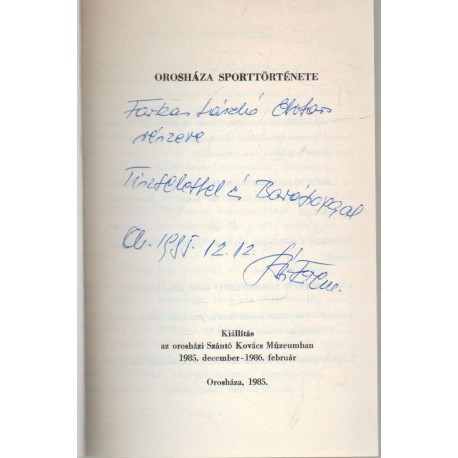 OROSHÁZA SPORTTÖRTÉNETE
Farkas László Elvtárs
részére
Tisztelettel és Barátsággal
Oh. 1985. 12. 12.
Kiállítás
az orosházi Szántó Kovács Múzeumban
1985. december-1986. február
Orosháza, 1985.